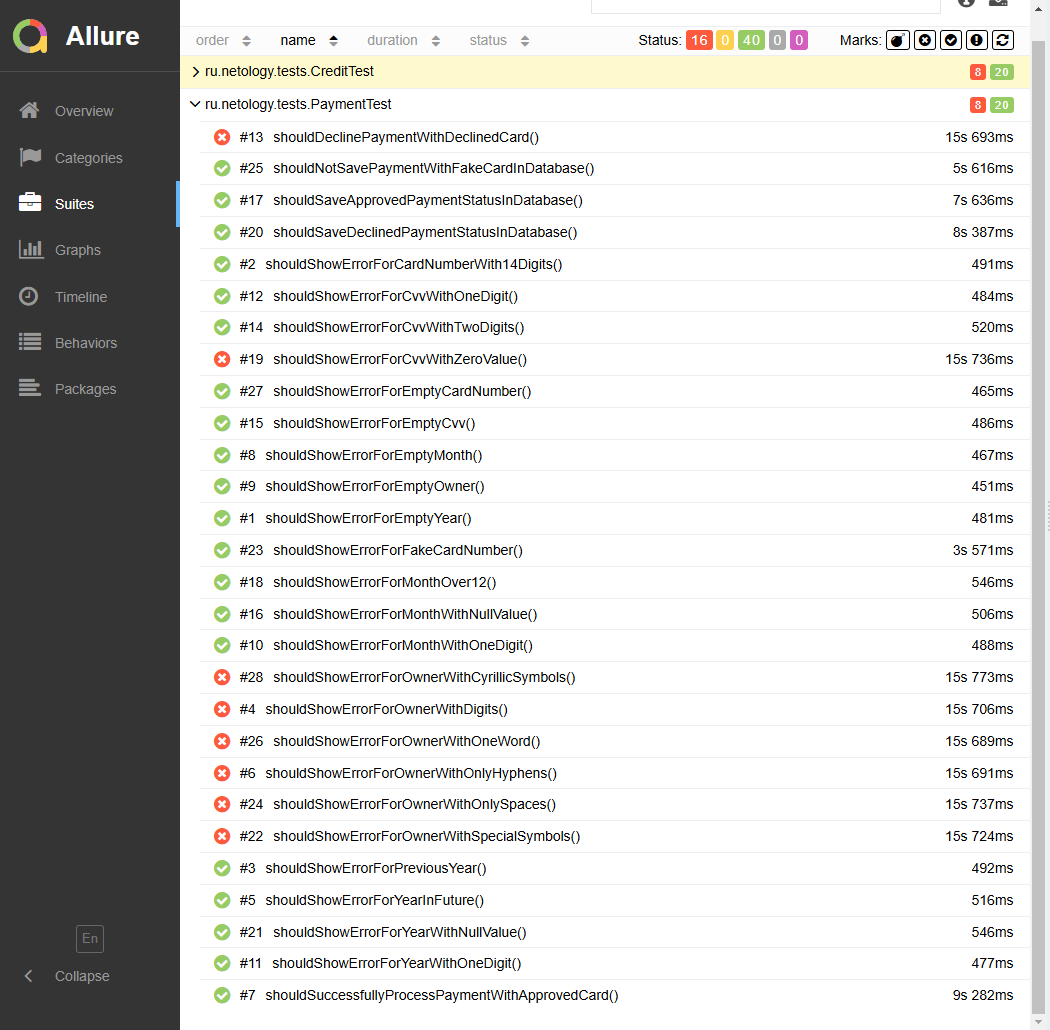 Allure
Overview
Categories
Suites
Graphs
Timeline
Behaviors
Packages
En
Collapse
order name duration status Status: 16 0 40 0 0 Marks:
ru.netology.tests.CreditTest 8 20
ru.netology.tests.PaymentTest 8 20
#13 shouldDeclinePaymentWithDeclinedCard() 15s 693ms
#25 shouldNotSavePaymentWithFakeCardInDatabase() 5s 616ms
#17 shouldSaveApprovedPaymentStatusInDatabase() 7s 636ms
#20 shouldSaveDeclinedPaymentStatusInDatabase() 8s 387ms
#2 shouldShowErrorForCardNumberWith14Digits() 491ms
#12 shouldShowErrorForCvvWithOneDigit() 484ms
#14 shouldShowErrorForCvvWithTwoDigits() 520ms
#19 shouldShowErrorForCvvWithZeroValue() 15s 736ms
#27 shouldShowErrorForEmptyCardNumber() 465ms
#15 shouldShowErrorForEmptyCvv() 486ms
#8 shouldShowErrorForEmptyMonth() 467ms
#9 shouldShowErrorForEmptyOwner() 451ms
#1 shouldShowErrorForEmptyYear() 481ms
#23 shouldShowErrorForFakeCardNumber() 3s 571ms
#18 shouldShowErrorForMonthOver12() 546ms
#16 shouldShowErrorForMonthWithNullValue() 506ms
#10 shouldShowErrorForMonthWithOneDigit() 488ms
#28 shouldShowErrorForOwnerWithCyrillicSymbols() 15s 773ms
#4 shouldShowErrorForOwnerWithDigits() 15s 706ms
#26 shouldShowErrorForOwnerWithOneWord() 15s 689ms
#6 shouldShowErrorForOwnerWithOnlyHyphens() 15s 691ms
#24 shouldShowErrorForOwnerWithOnlySpaces() 15s 737ms
#22 shouldShowErrorForOwnerWithSpecialSymbols() 15s 724ms
#3 shouldShowErrorForPreviousYear() 492ms
#5 shouldShowErrorForYearInFuture() 516ms
#21 shouldShowErrorForYearWithNullValue() 546ms
#11 shouldShowErrorForYearWithOneDigit() 477ms
#7 shouldSuccessfullyProcessPaymentWithApprovedCard() 9s 282ms